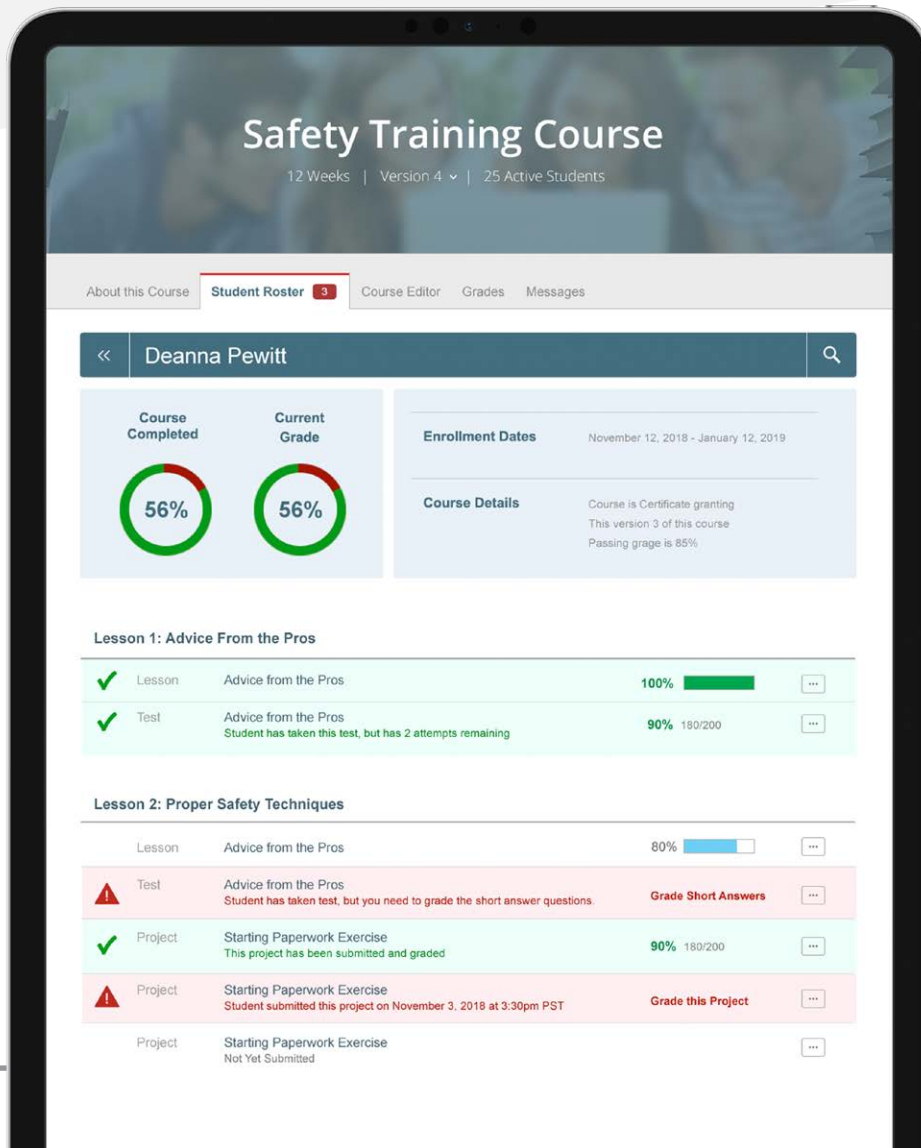 Safety Training Course
12 Weeks | Version 4 | 25 Active Students
About this Course Student Roster 3 Course Editor Grades Messages
Deanna Pewitt
Course Completed
Current Grade
56%
56%
Enrollment Dates November 12, 2018 - January 12, 2019
Course Details Course is Certificate granting
This version 3 of this course
Passing grage is 85%
Lesson 1: Advice From the Pros
Lesson Advice from the Pros 100%
Test Advice from the Pros 90% 180/200
Student has taken this test, but has 2 attempts remaining
Lesson 2: Proper Safety Techniques
Lesson Advice from the Pros 80%
Test Advice from the Pros
Student has taken test, but you need to grade the short answer questions. Grade Short Answers
Project Starting Paperwork Exercise 90% 180/200
This project has been submitted and graded
Project Starting Paperwork Exercise
Student submitted this project on November 3, 2018 at 3:30pm PST Grade this Project
Project Starting Paperwork Exercise
Not Yet Submitted